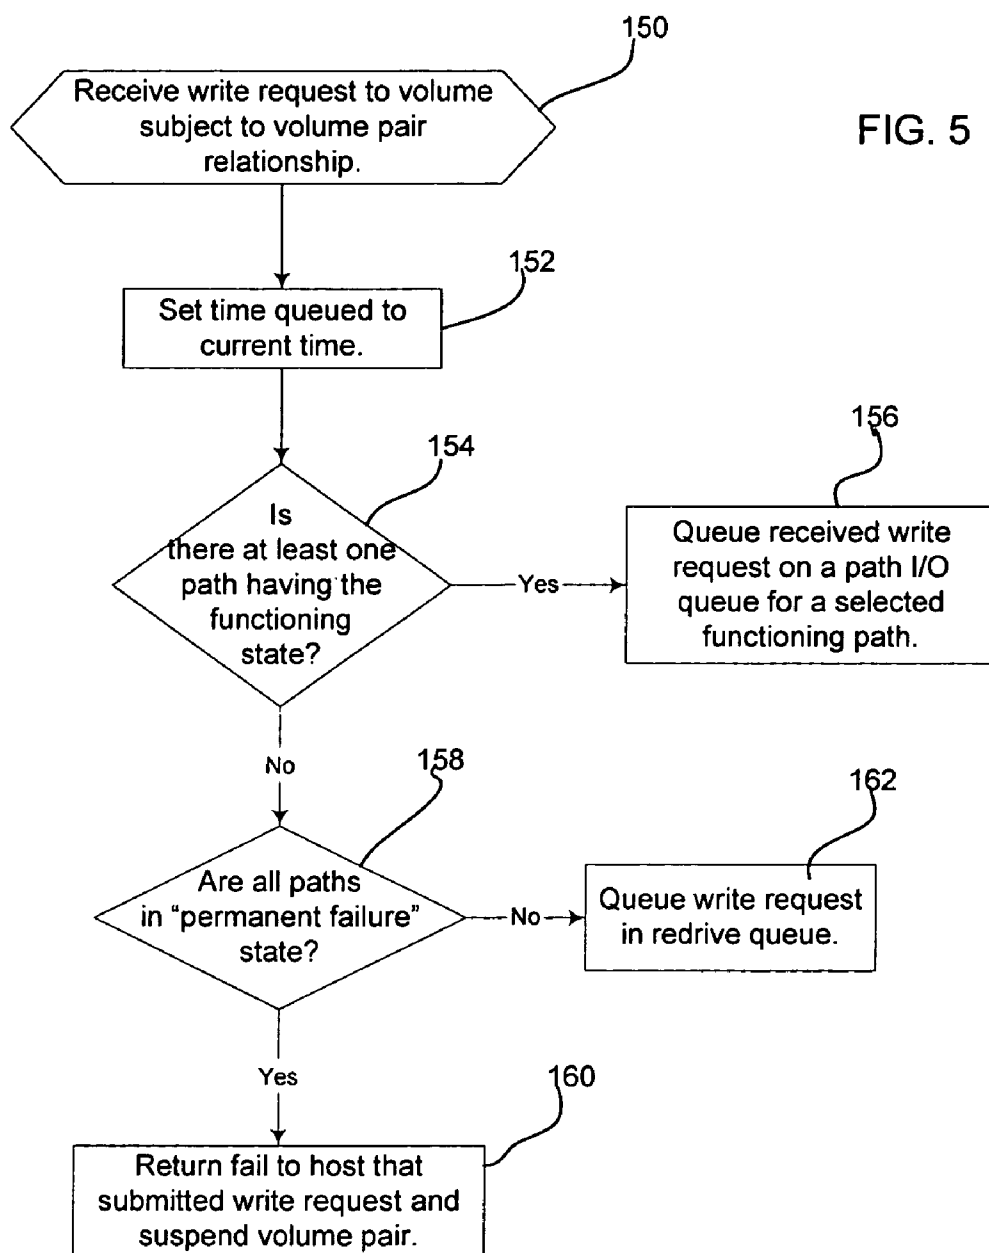 150
Receive write request to volume
subject to volume pair
relationship.
FIG. 5
152
Set time queued to
current time.
154
Is
there at least one
path having the
functioning
state?
Yes
156
Queue received write
request on a path I/O
queue for a selected
functioning path.
No
158
Are all paths
in “permanent failure”
state?
No
162
Queue write request
in redrive queue.
Yes
160
Return fail to host that
submitted write request and
suspend volume pair.